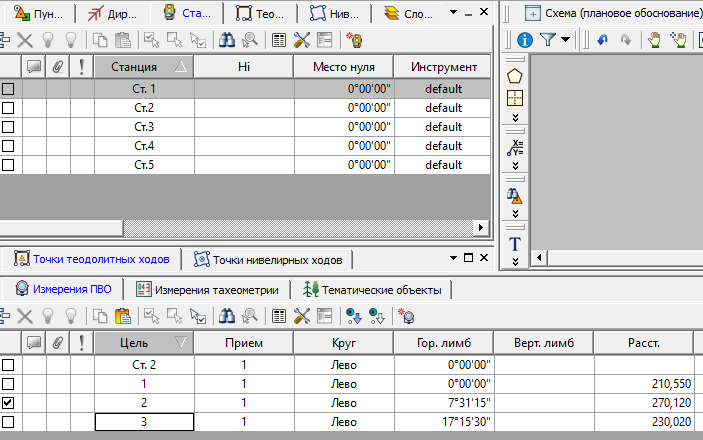 Пун... Дир... Ста... Тео... Нив... Сло...
Схема (плановое обоснование)
Станция Hi Место нуля Инструмент
Ст. 1 0°00'00" default
Ст.2 0°00'00" default
Ст.3 0°00'00" default
Ст.4 0°00'00" default
Ст.5 0°00'00" default
X=
Y=
T
Точки теодолитных ходов Точки нивелирных ходов
Измерения ПВО Измерения тахеометрии Тематические объекты
Цель Прием Круг Гор. лимб Верт. лимб Расст.
Ст. 2 1 Лево 0°00'00"
1 1 Лево 0°00'00" 210,550
2 1 Лево 7°31'15" 270,120
3 1 Лево 17°15'30" 230,020